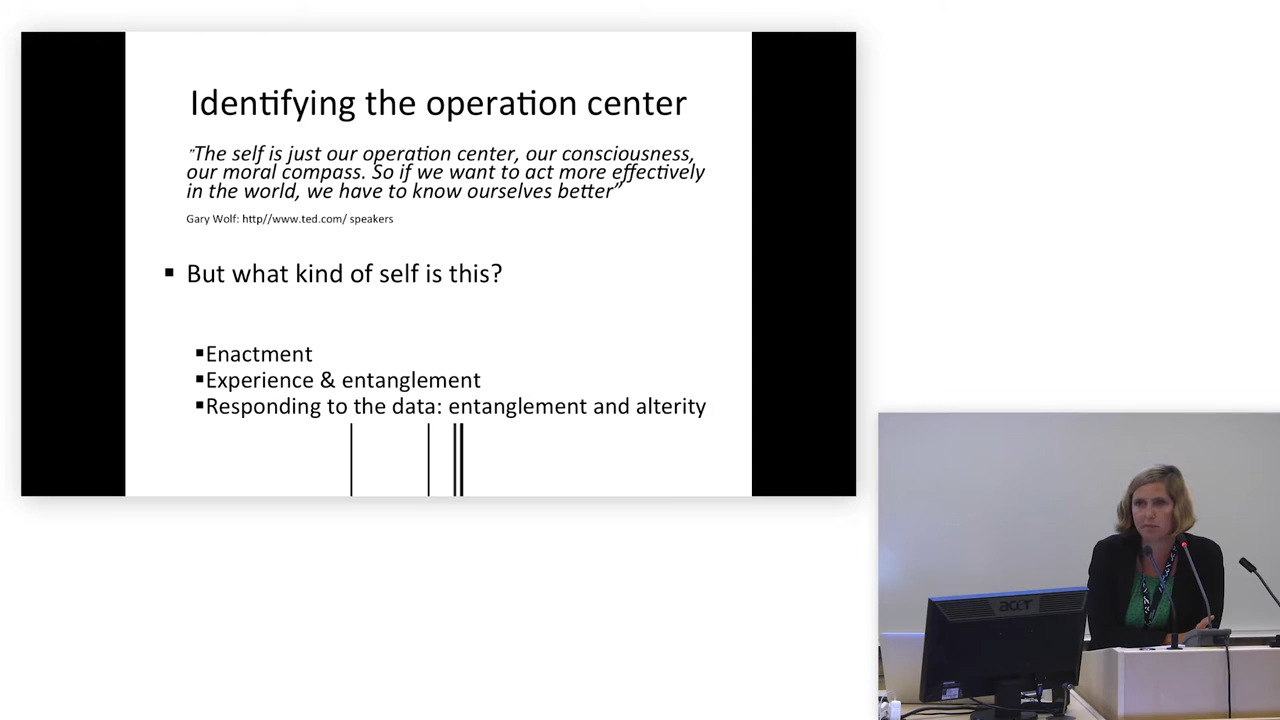 Identifying the operation center
”The self is just our operation center, our consciousness,
our moral compass. So if we want to act more effectively
in the world, we have to know ourselves better”
Gary Wolf: http//www.ted.com/ speakers
▪ But what kind of self is this?
▪Enactment
▪Experience & entanglement
▪Responding to the data: entanglement and alterity
acer